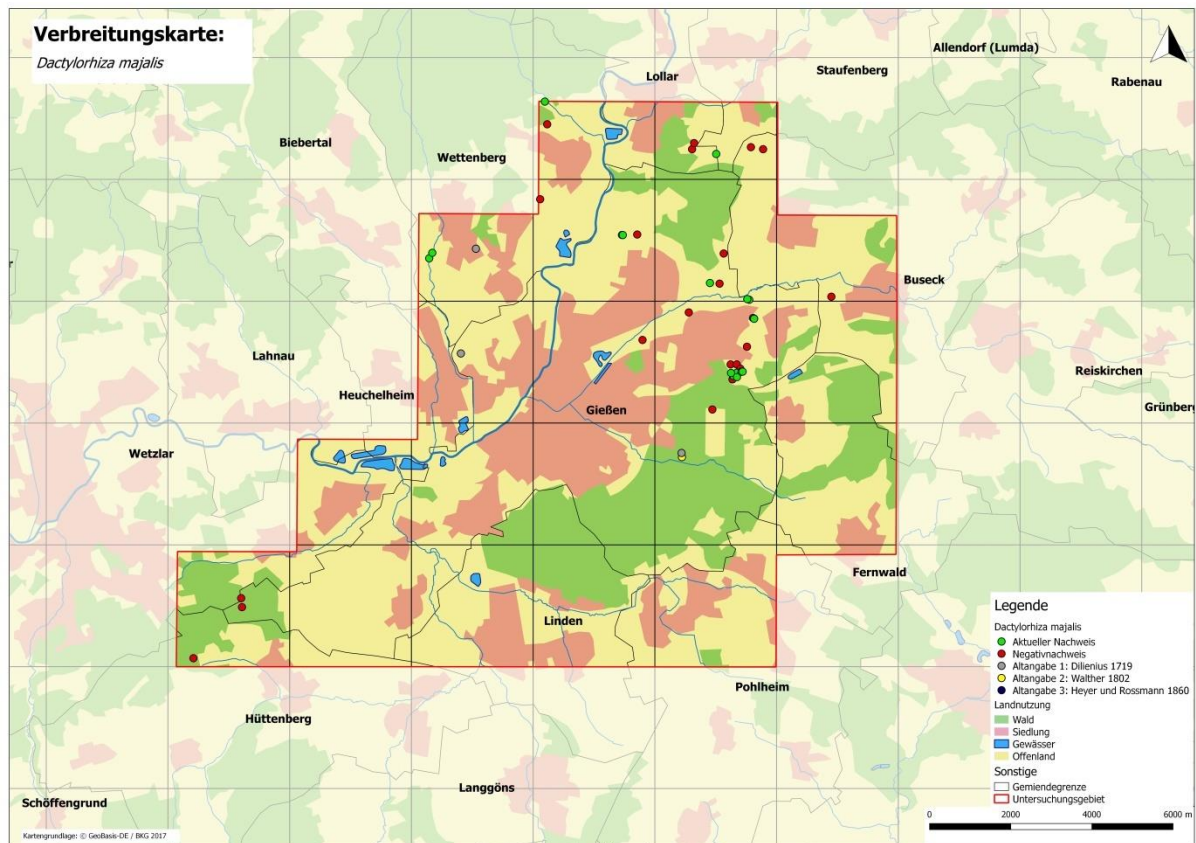 Verbreitungskarte:
Dactylorhiza majalis
Allendorf (Lumda)
Lollar
Staufenberg
Rabenau
Biebertal
Wettenberg
Buseck
Lahnau
Reiskirchen
Heuchelheim
Gießen
Grünberg
Wetzlar
Fernwald
Linden
Pohlheim
Hüttenberg
Langgöns
Schöffengrund
Legende
Dactylorhiza majalis
Aktueller Nachweis
Negativnachweis
Altangabe 1: Dilienius 1719
Altangabe 2: Walther 1802
Altangabe 3: Heyer und Rossmann 1860
Landnutzung
Wald
Siedlung
Gewässer
Offenland
Sonstige
Gemiendegrenze
Untersuchungsgebiet
0 2000 4000 6000 m
Kartengrundlage: © GeoBasis-DE / BKG 2017